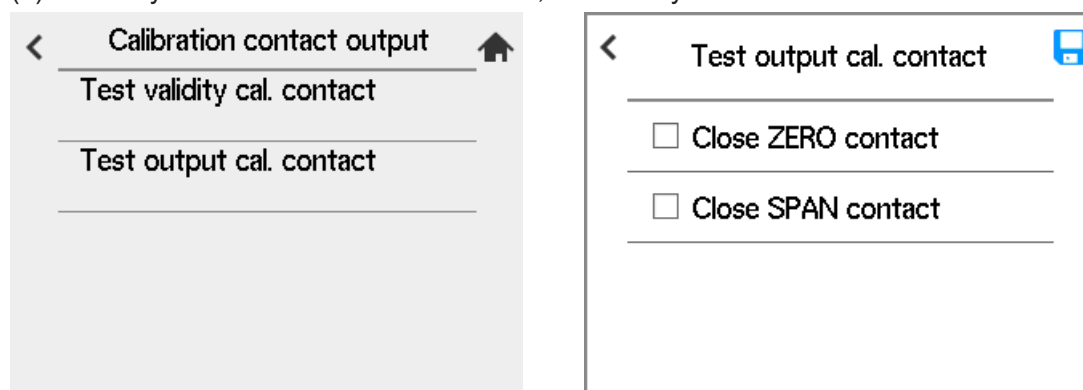 Calibration contact output
Test validity cal. contact
Test output cal. contact
Test output cal. contact
Close ZERO contact
Close SPAN contact